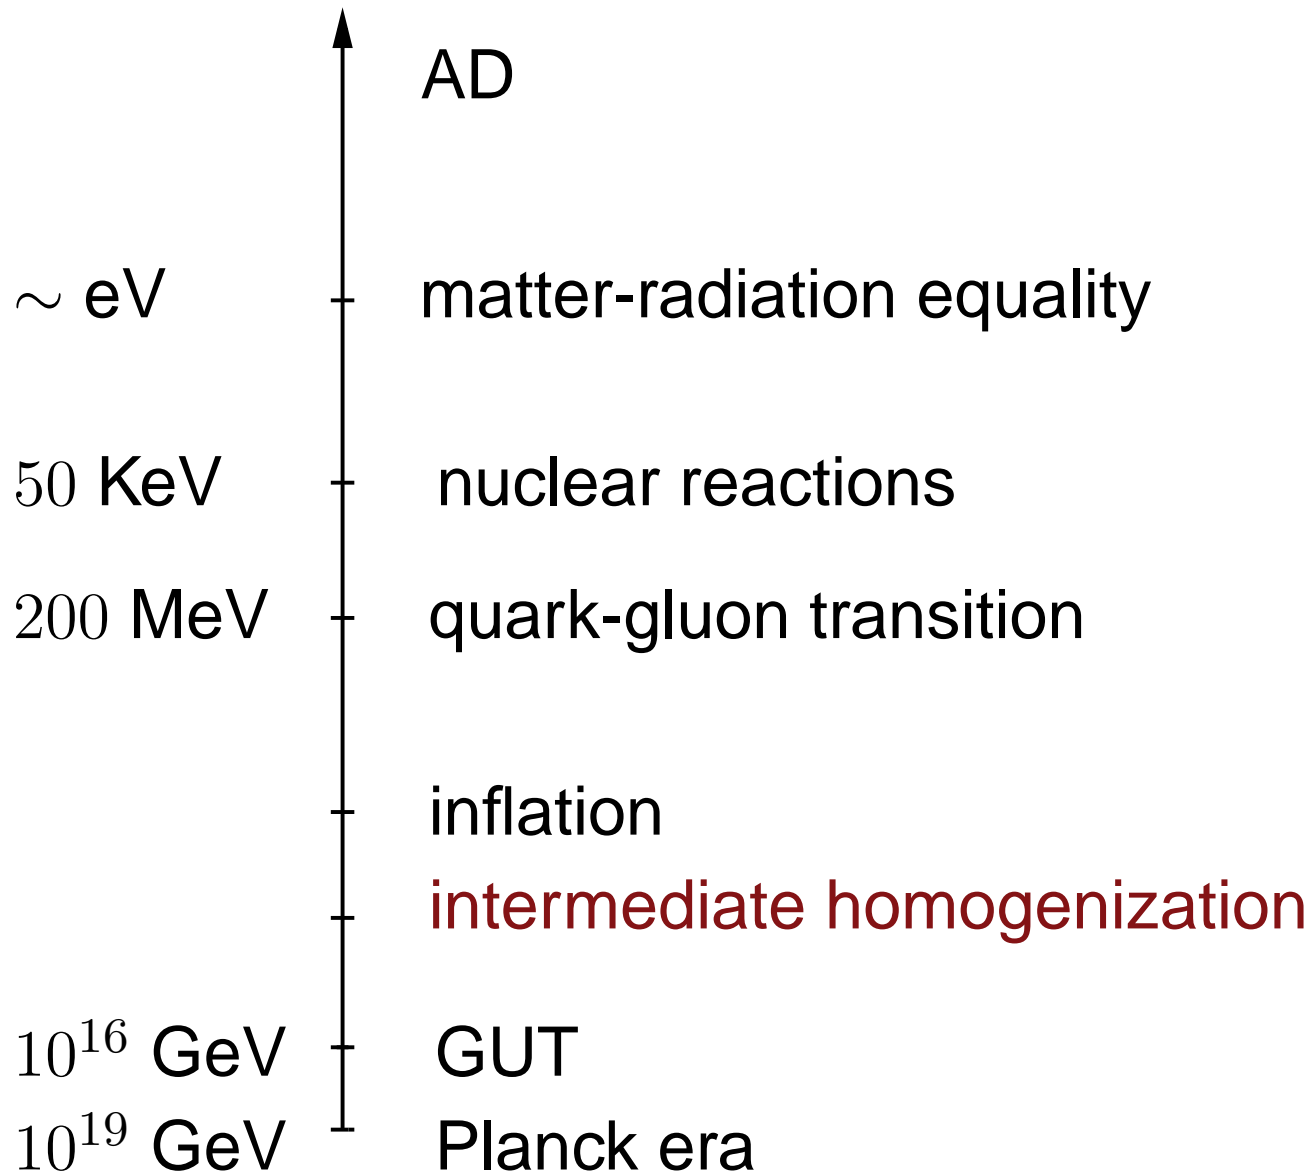 AD
∼ eV matter-radiation equality
50 KeV nuclear reactions
200 MeV quark-gluon transition
inflation
intermediate homogenization
10^16 GeV GUT
10^19 GeV Planck era